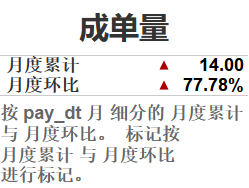 成单量
月度累计 ▲ 14.00
月度环比 ▲ 77.78%
按 pay_dt 月 细分的 月度累计
与 月度环比。 标记按
月度累计 与 月度环比
进行标记。